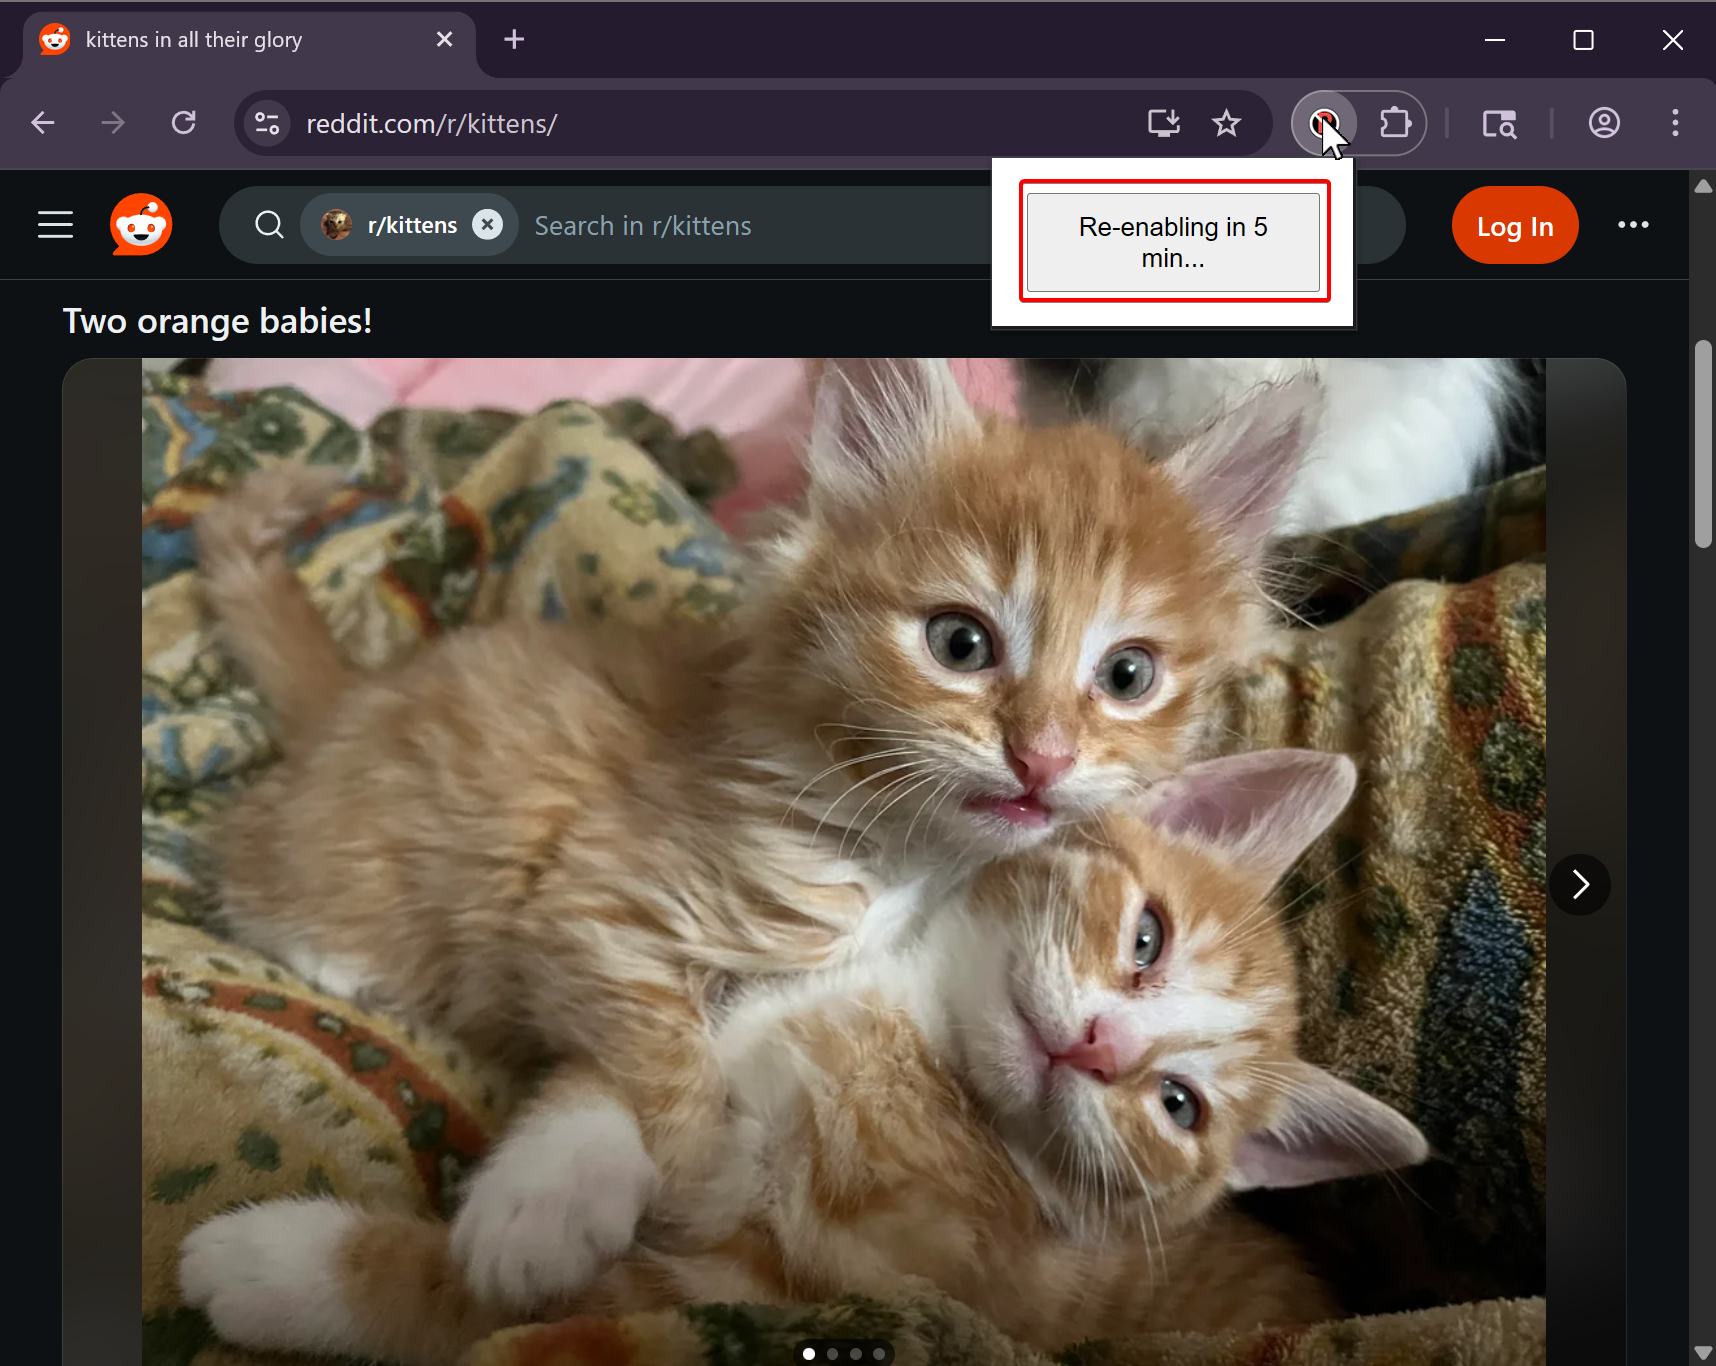 kittens in all their glory
reddit.com/r/kittens/
r/kittens
Search in r/kittens
Re-enabling in 5
min...
Log In
Two orange babies!